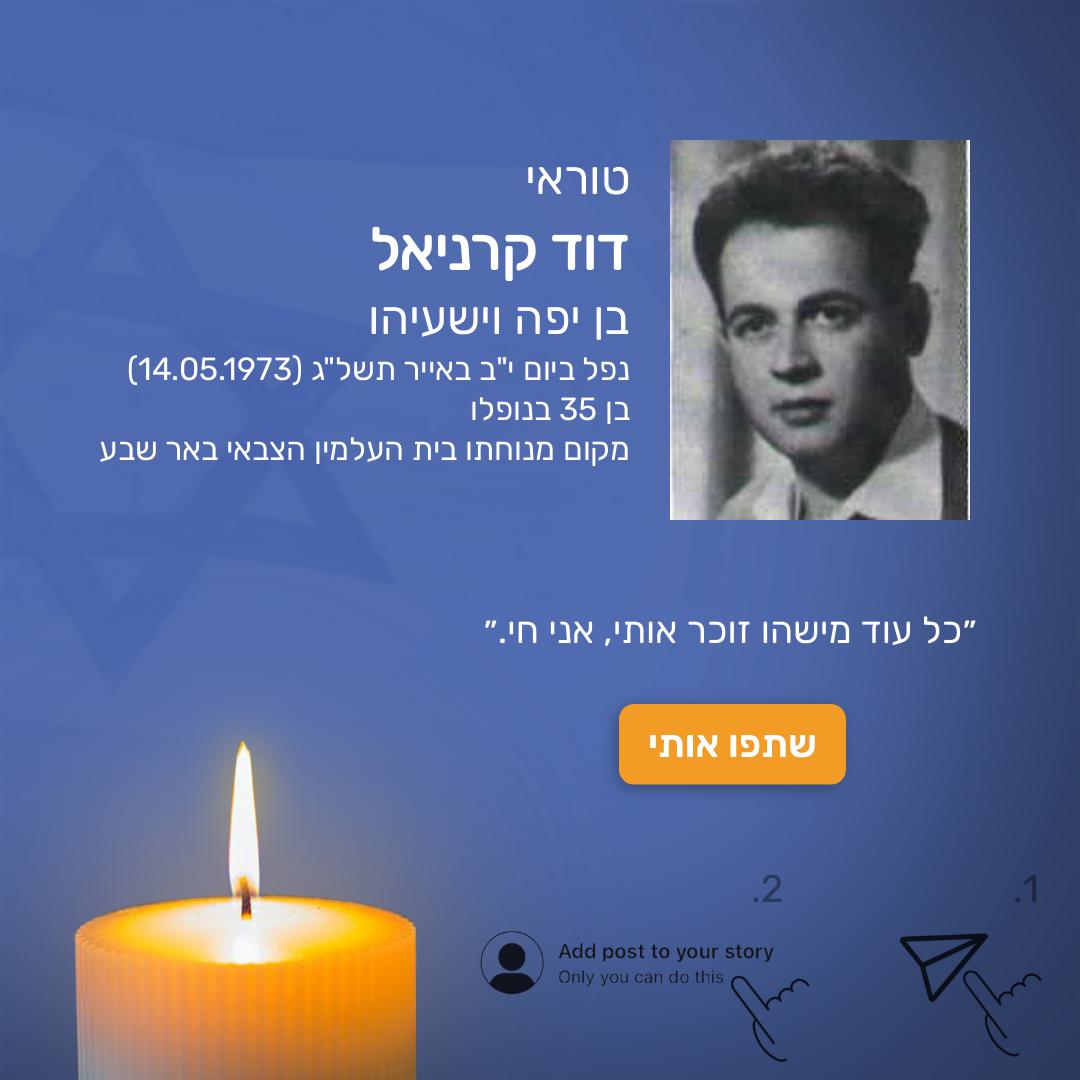 טוראי
דוד קרניאל
בן יפה וישעיהו
נפל ביום י"ב באייר תשל"ג (14.05.1973)
בן 35 בנופלו
מקום מנוחתו בית העלמין הצבאי באר שבע
״כל עוד מישהו זוכר אותי, אני חי.״
שתפו אותי
.1
.2
Add post to your story
Only you can do this